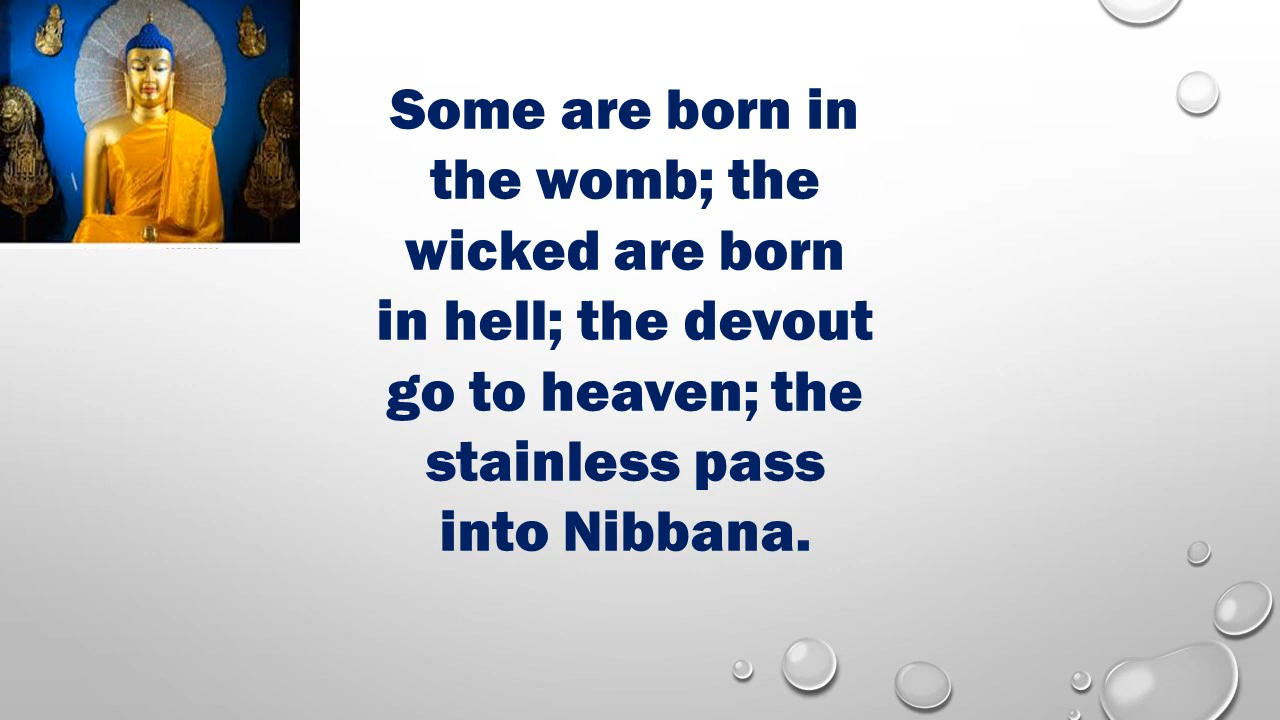 Some are born in
the womb; the
wicked are born
in hell; the devout
go to heaven; the
stainless pass
into Nibbana.